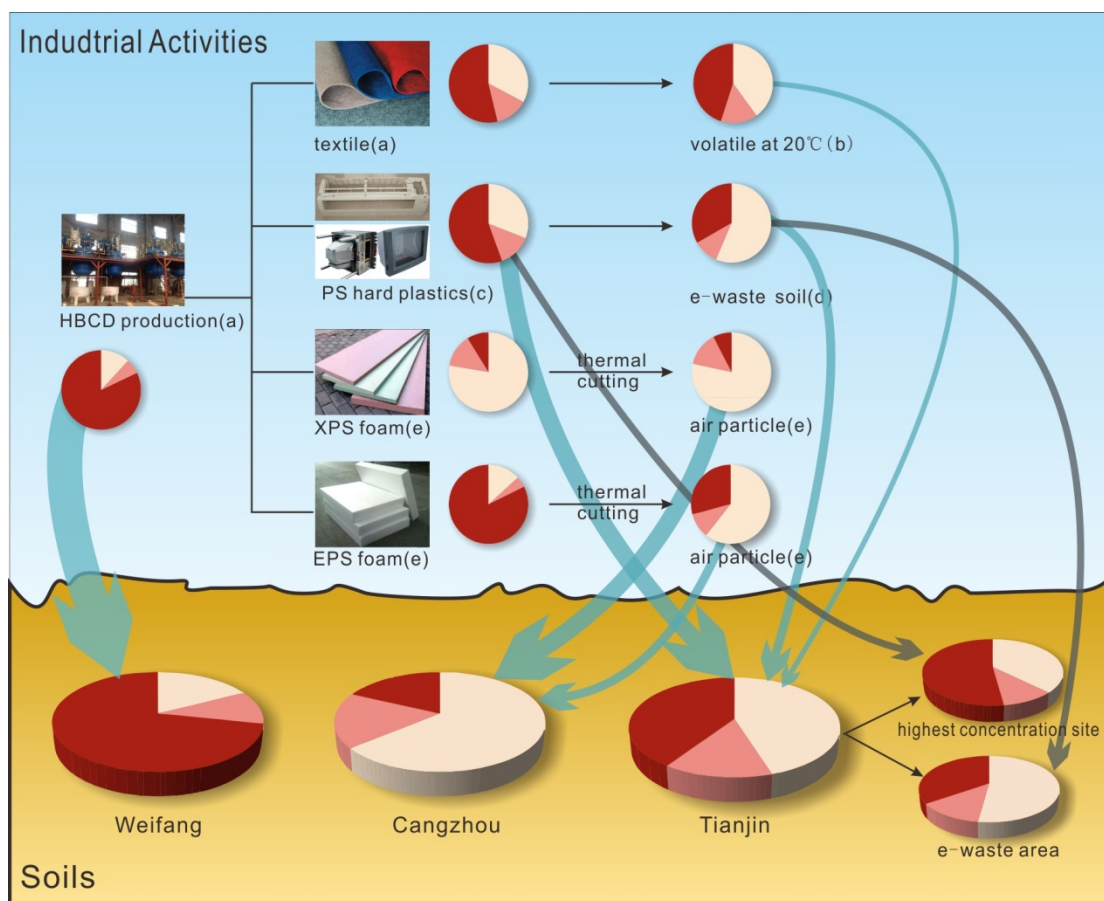 Indudtrial Activities
textile(a)
volatile at 20℃(b)
PS hard plastics(c)
e-waste soil(d)
HBCD production(a)
thermal
cutting
XPS foam(e)
air particle(e)
thermal
cutting
EPS foam(e)
air particle(e)
highest concentration site
Weifang
Cangzhou
Tianjin
e-waste area
Soils